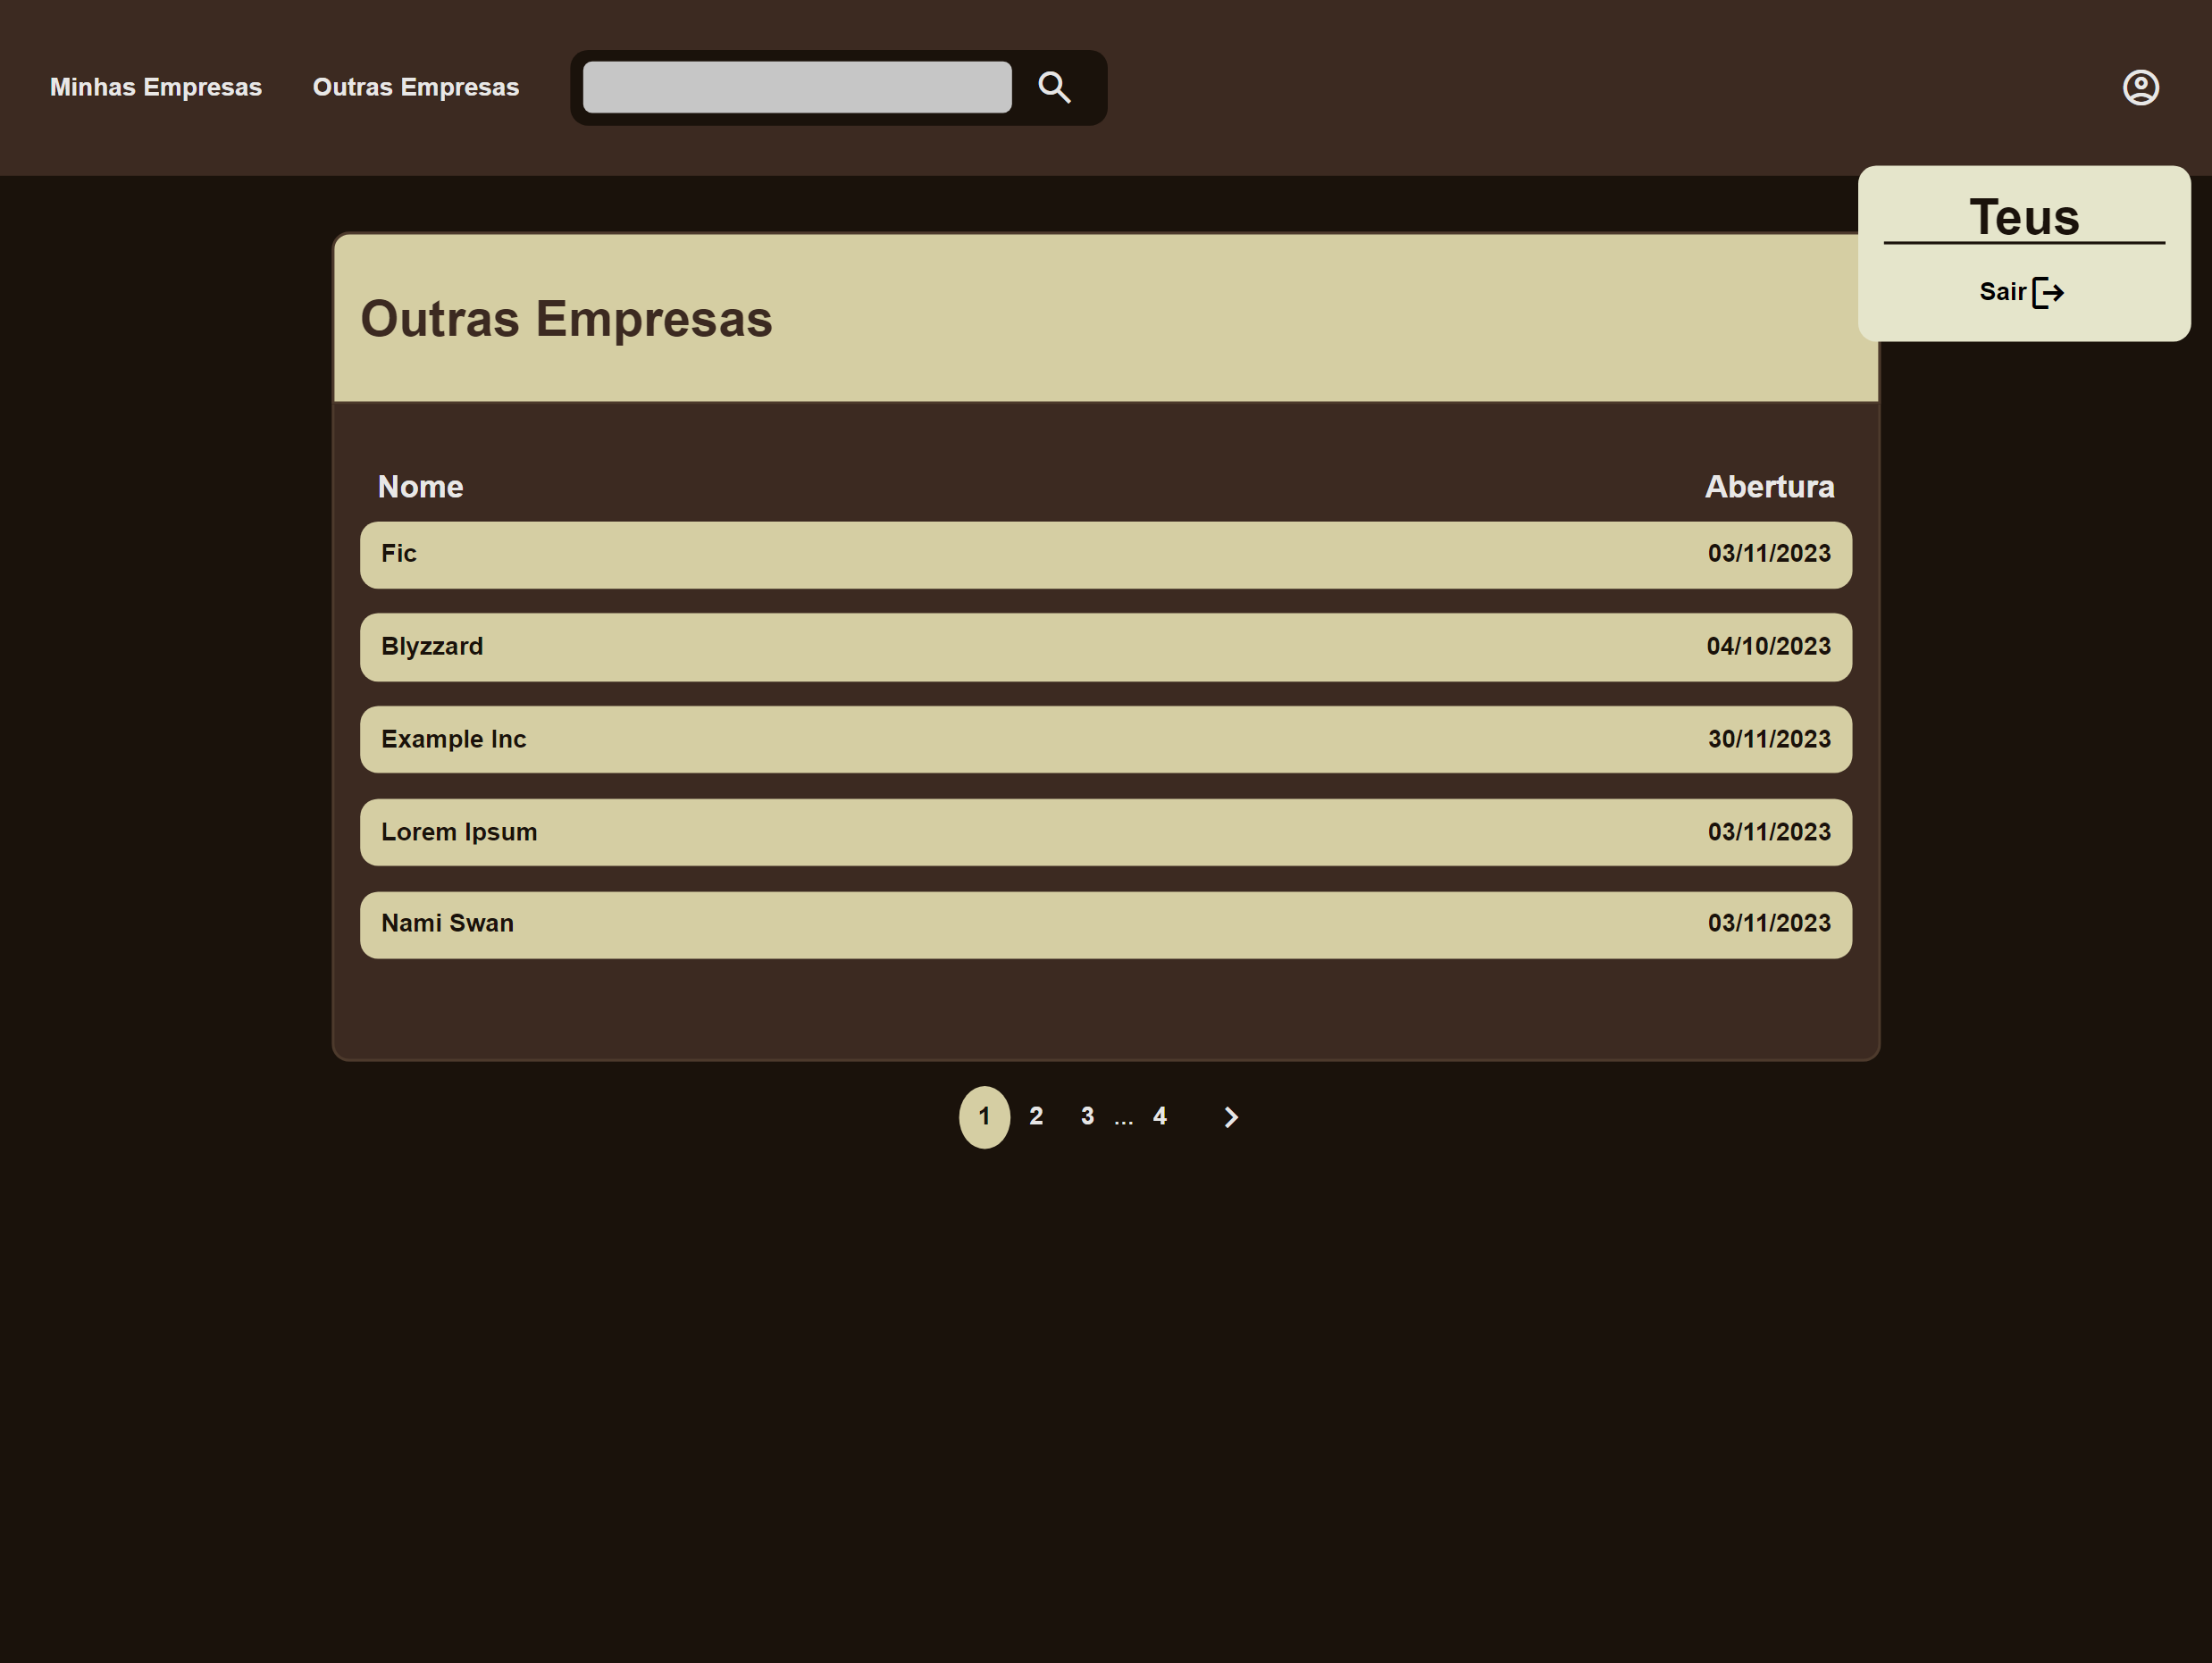 Minhas Empresas Outras Empresas
Teus
Sair
Outras Empresas
Nome Abertura
Fic 03/11/2023
Blyzzard 04/10/2023
Example Inc 30/11/2023
Lorem Ipsum 03/11/2023
Nami Swan 03/11/2023
1 2 3 ... 4